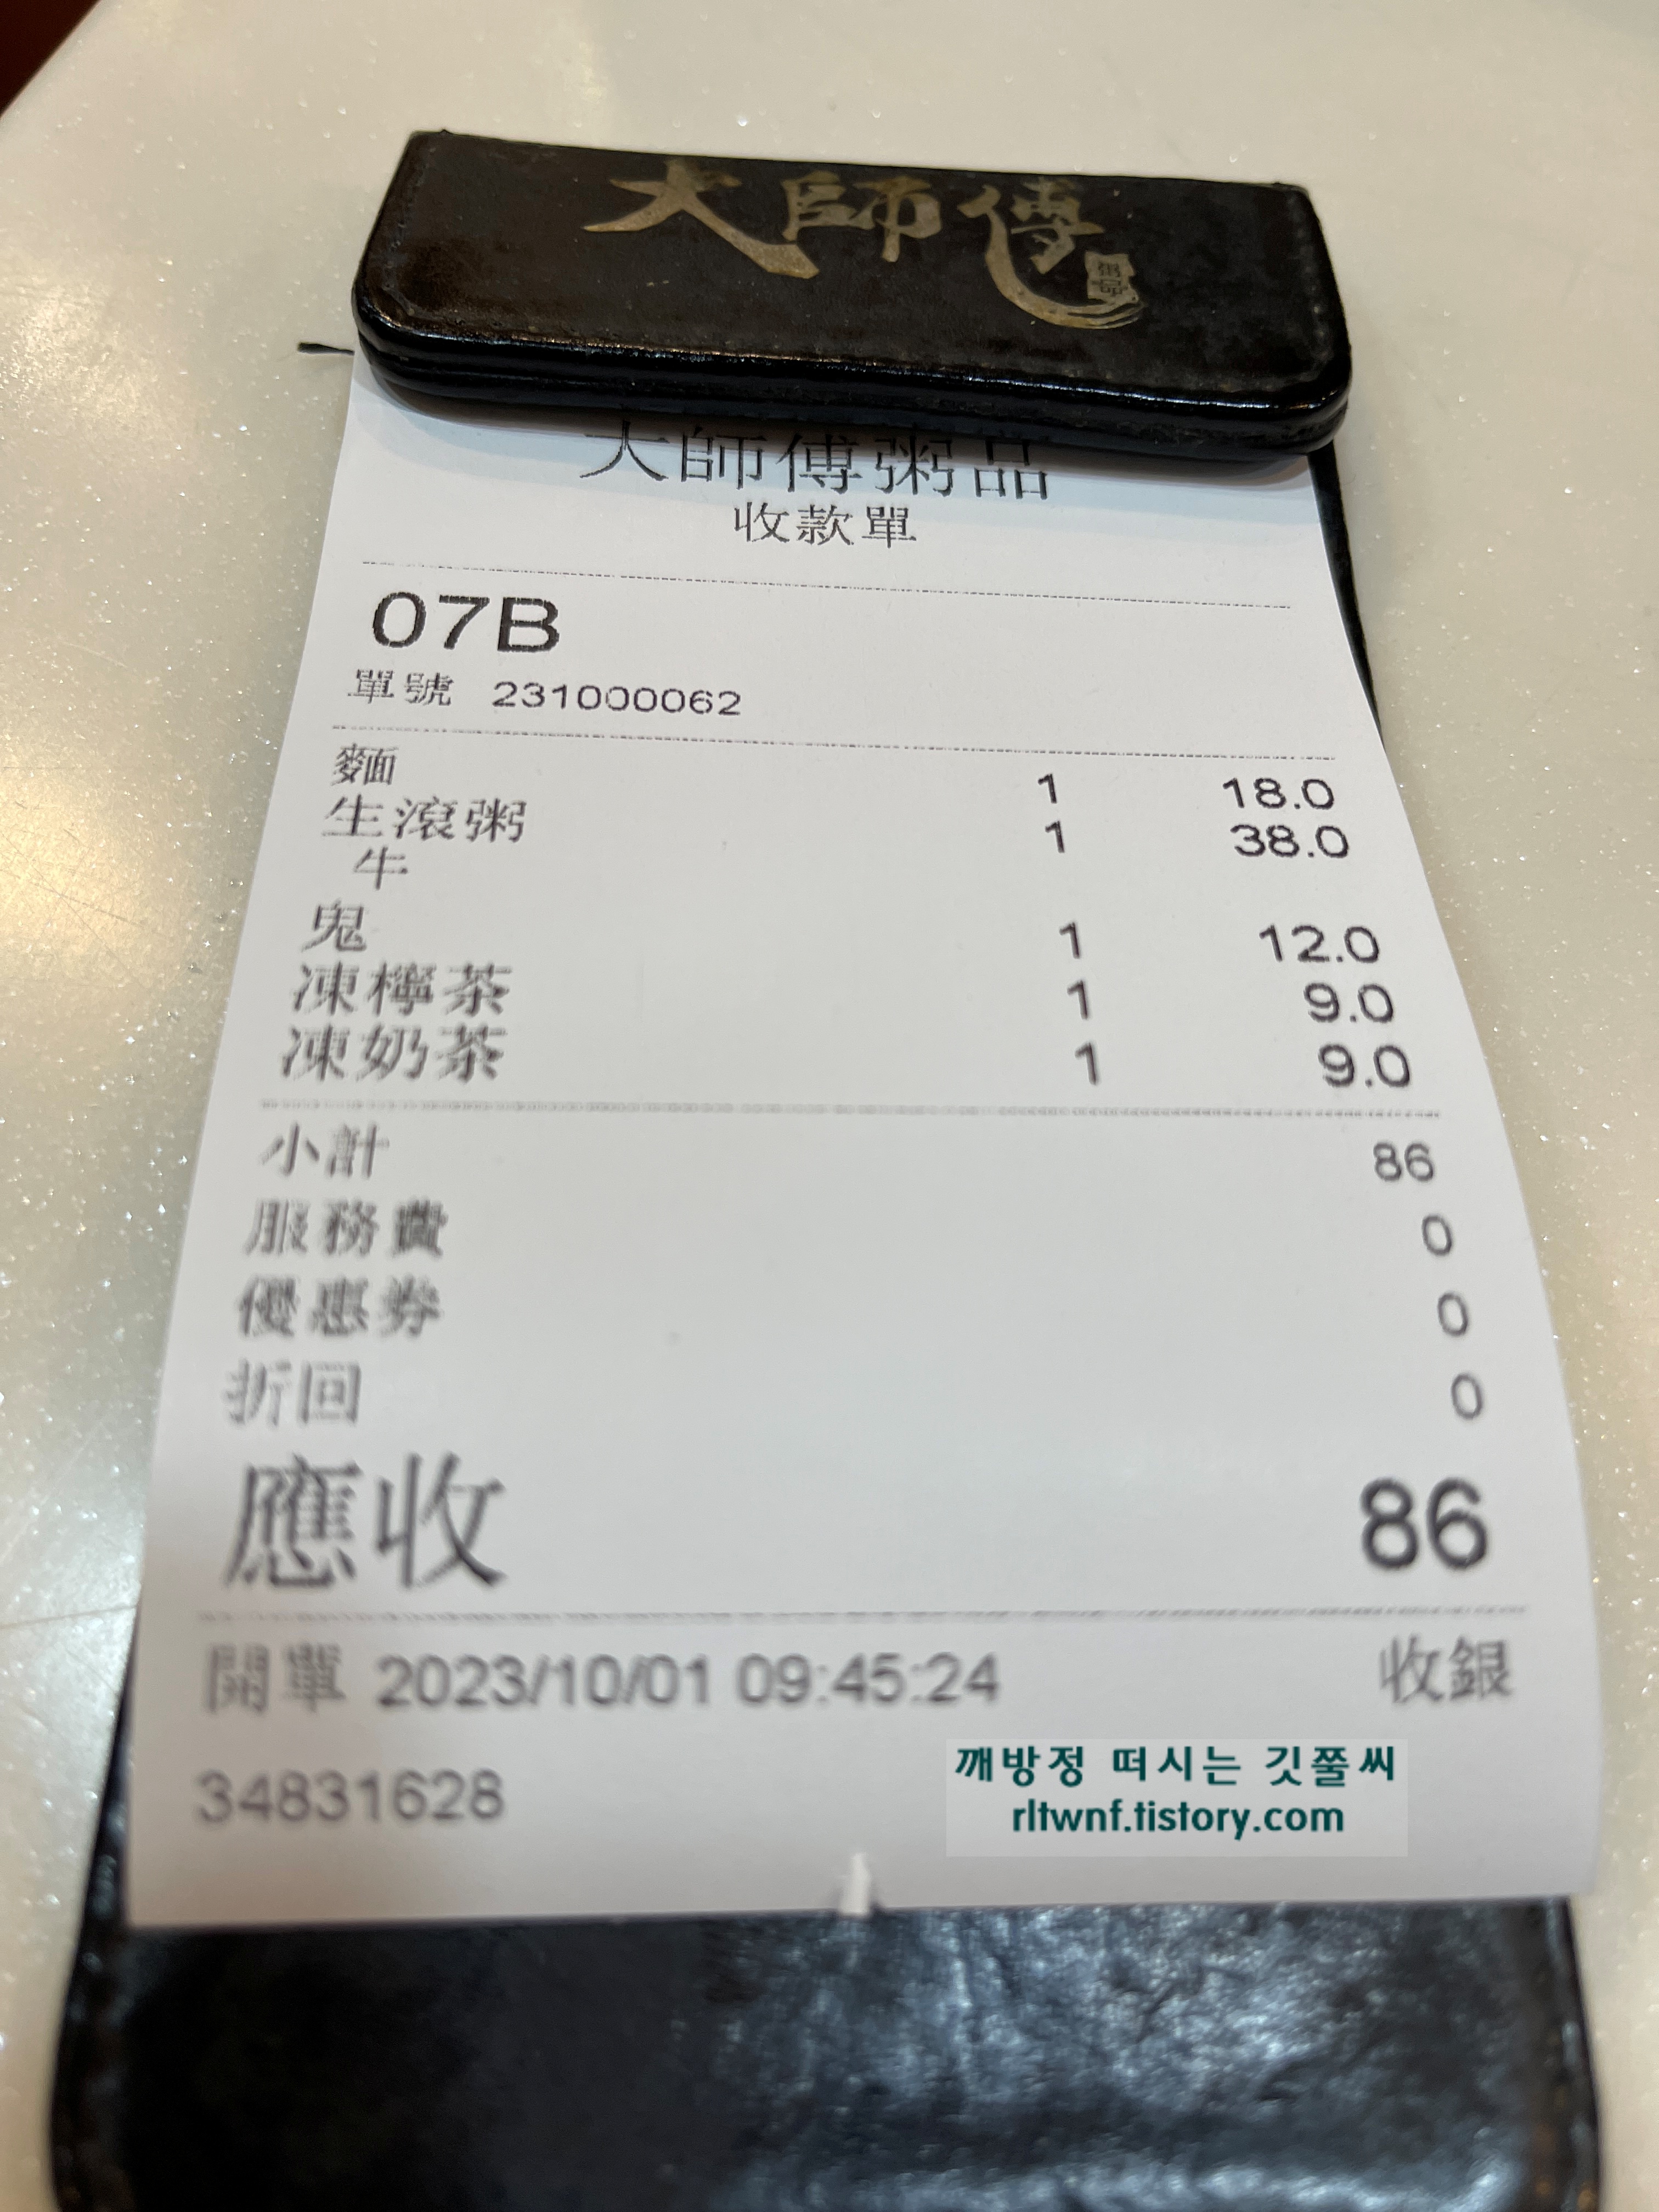 大師傅
粥品
大師傅粥品
收款單
07B
單號 231000062
麵 1 18.0
生滾粥 1 38.0
牛
鬼 1 12.0
凍檸茶 1 9.0
凍奶茶 1 9.0
小計 86
服務費 0
優惠券 0
折回 0
應收 86
開單 2023/10/01 09:45:24 收銀
34831628
깨방정 떠시는 깃쭐씨
rltwnf.tistory.com